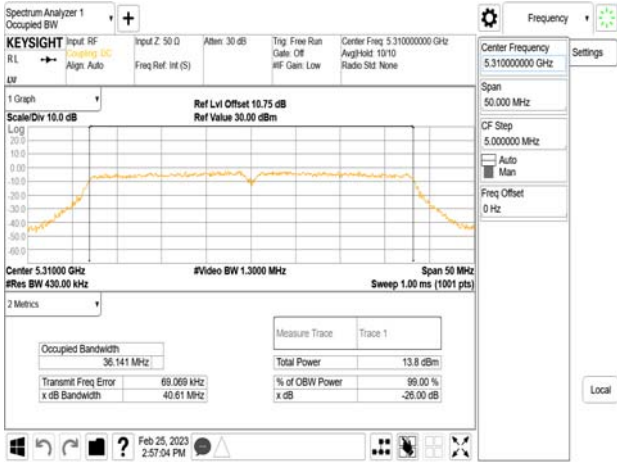 Spectrum Analyzer 1
Occupied BW
Frequency
KEYSIGHT
RL
Input: RF
Coupling: DC
Align: Auto
Input Z: 50 Ω
Freq Ref: Int (S)
Atten: 30 dB
Trig: Free Run
Gate: Off
#IF Gain: Low
Center Freq: 5.310000000 GHz
Avg|Hold: 10/10
Radio Std: None
Center Frequency
5.310000000 GHz
Settings
Span
50.000 MHz
CF Step
5.000000 MHz
Auto
Man
Freq Offset
0 Hz
Local
1 Graph
Scale/Div 10.0 dB
Ref Lvl Offset 10.75 dB
Ref Value 30.00 dBm
Log
20.0
10.0
0.00
-10.0
-20.0
-30.0
-40.0
-50.0
-60.0
Center 5.31000 GHz
#Res BW 430.00 kHz
#Video BW 1.3000 MHz
Span 50 MHz
Sweep 1.00 ms (1001 pts)
2 Metrics
Measure Trace
Trace 1
Occupied Bandwidth
36.141 MHz
Total Power
13.8 dBm
Transmit Freq Error
69.069 kHz
% of OBW Power
99.00 %
x dB Bandwidth
40.61 MHz
x dB
-26.00 dB
Feb 25, 2023
2:57:04 PM